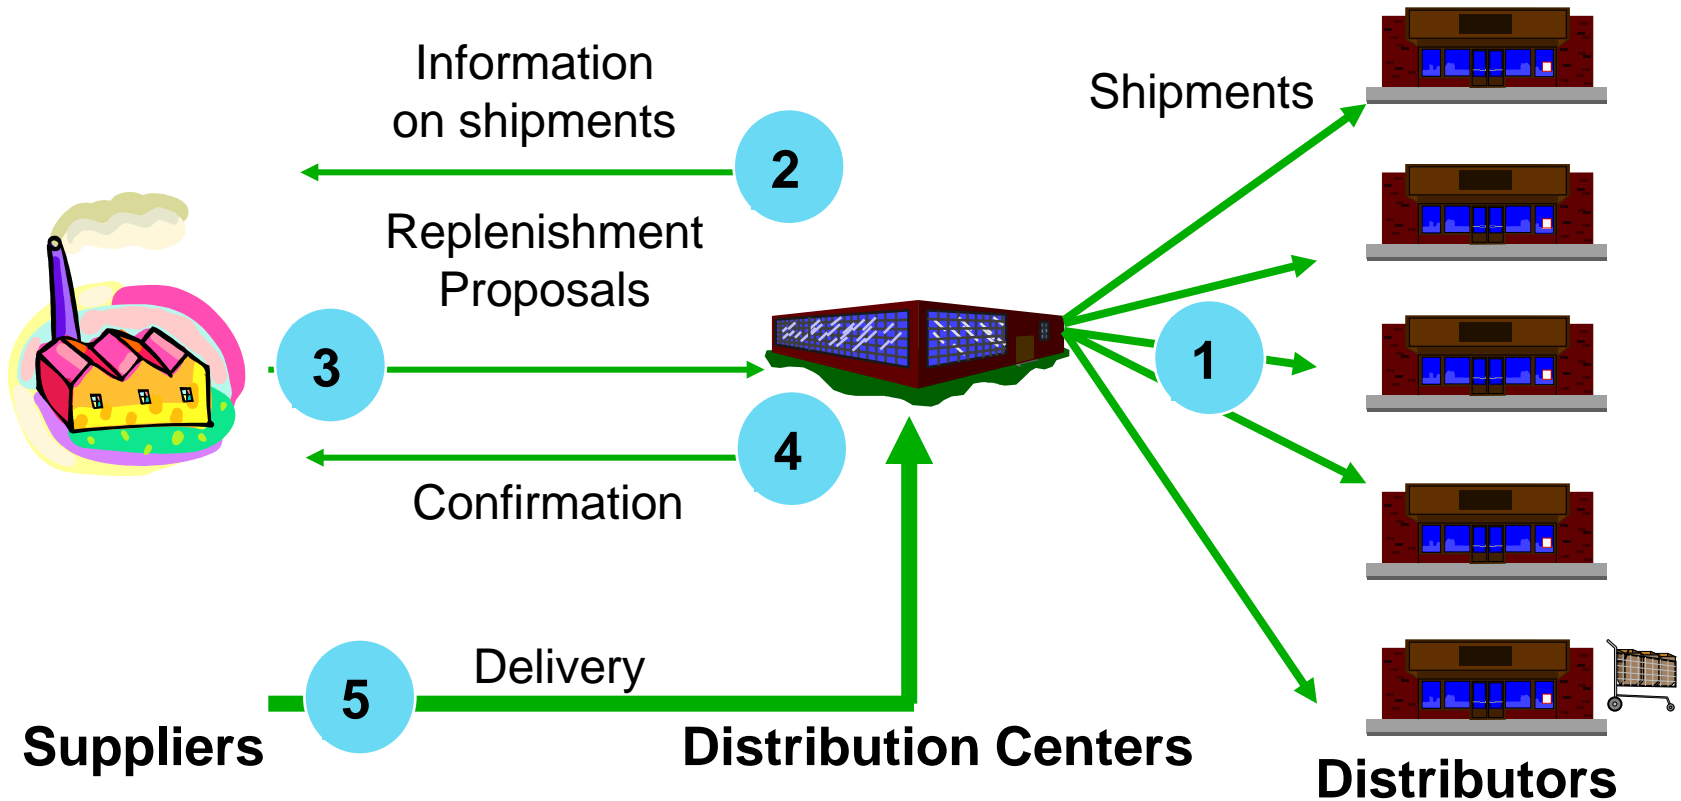 Information
on shipments
2
Shipments
Replenishment
Proposals
3
1
4
Confirmation
Delivery
5
Suppliers
Distribution Centers
Distributors